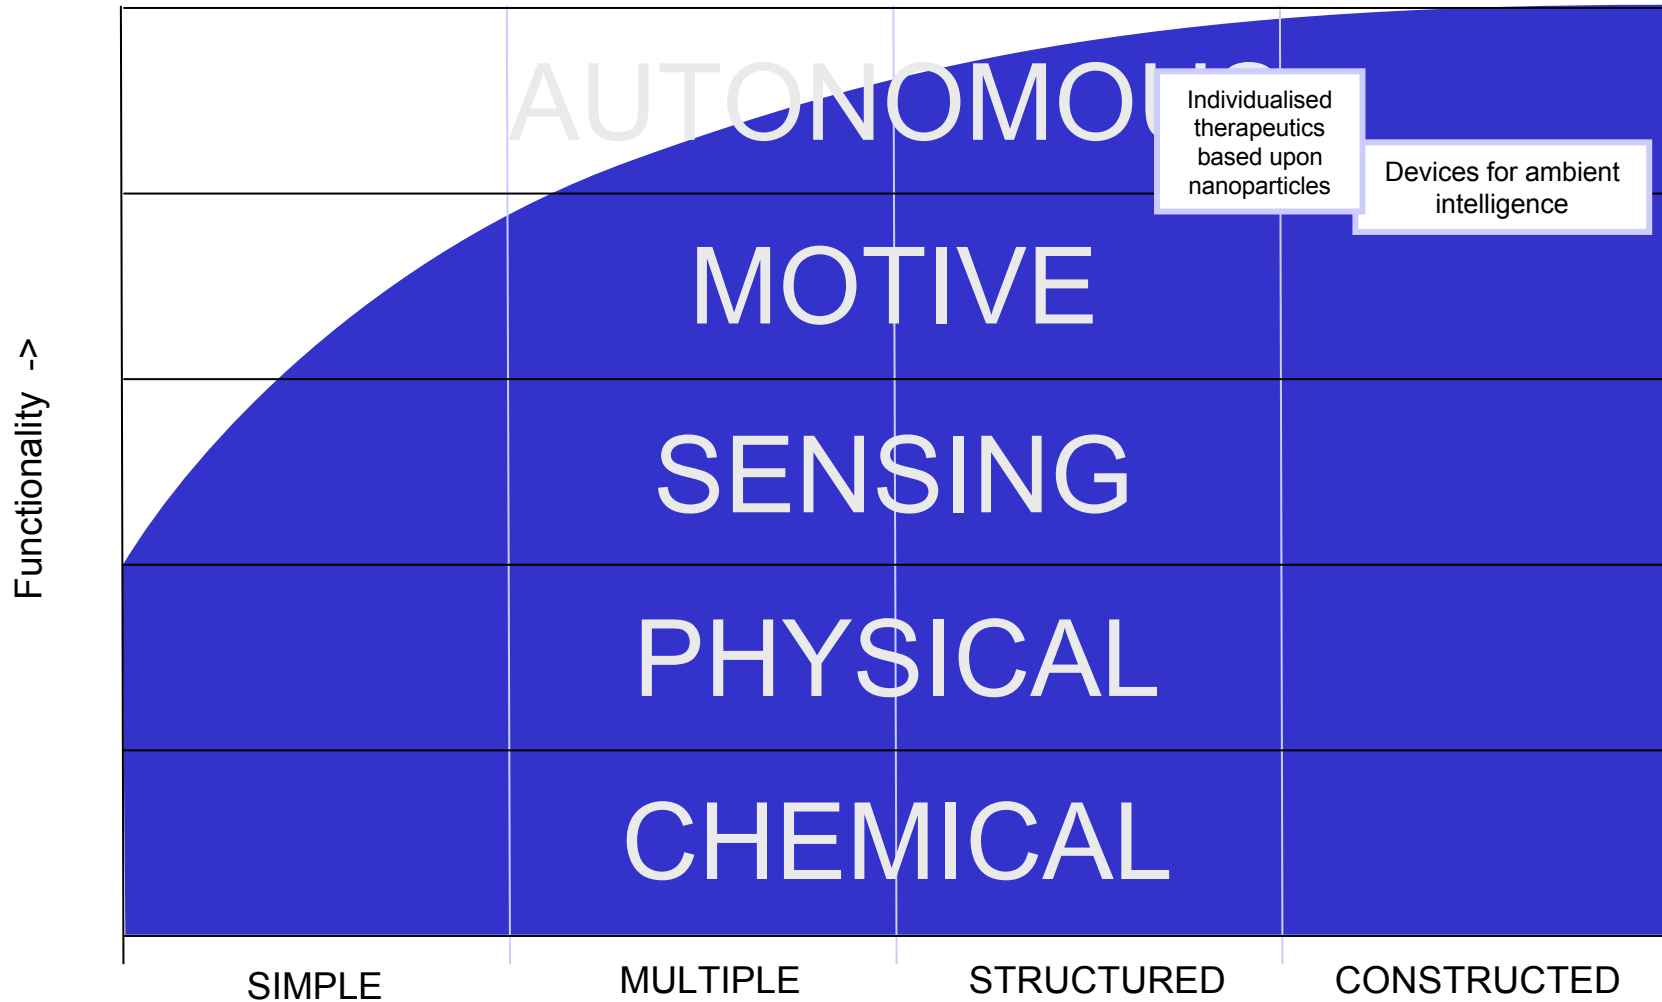 AUTONOMOUS
Individualised
therapeutics
based upon
nanoparticles
Devices for ambient
intelligence
MOTIVE
Functionality ->
SENSING
PHYSICAL
CHEMICAL
SIMPLE
MULTIPLE
STRUCTURED
CONSTRUCTED